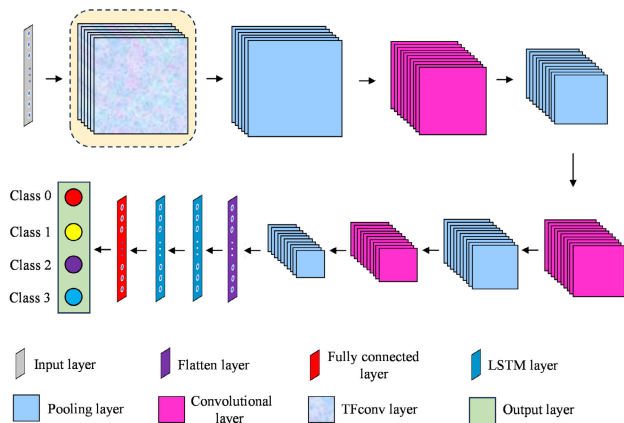 Class 0
Class 1
Class 2
Class 3
Input layer
Flatten layer
Fully connected
layer
LSTM layer
Pooling layer
Convolutional
layer
TFconv layer
Output layer